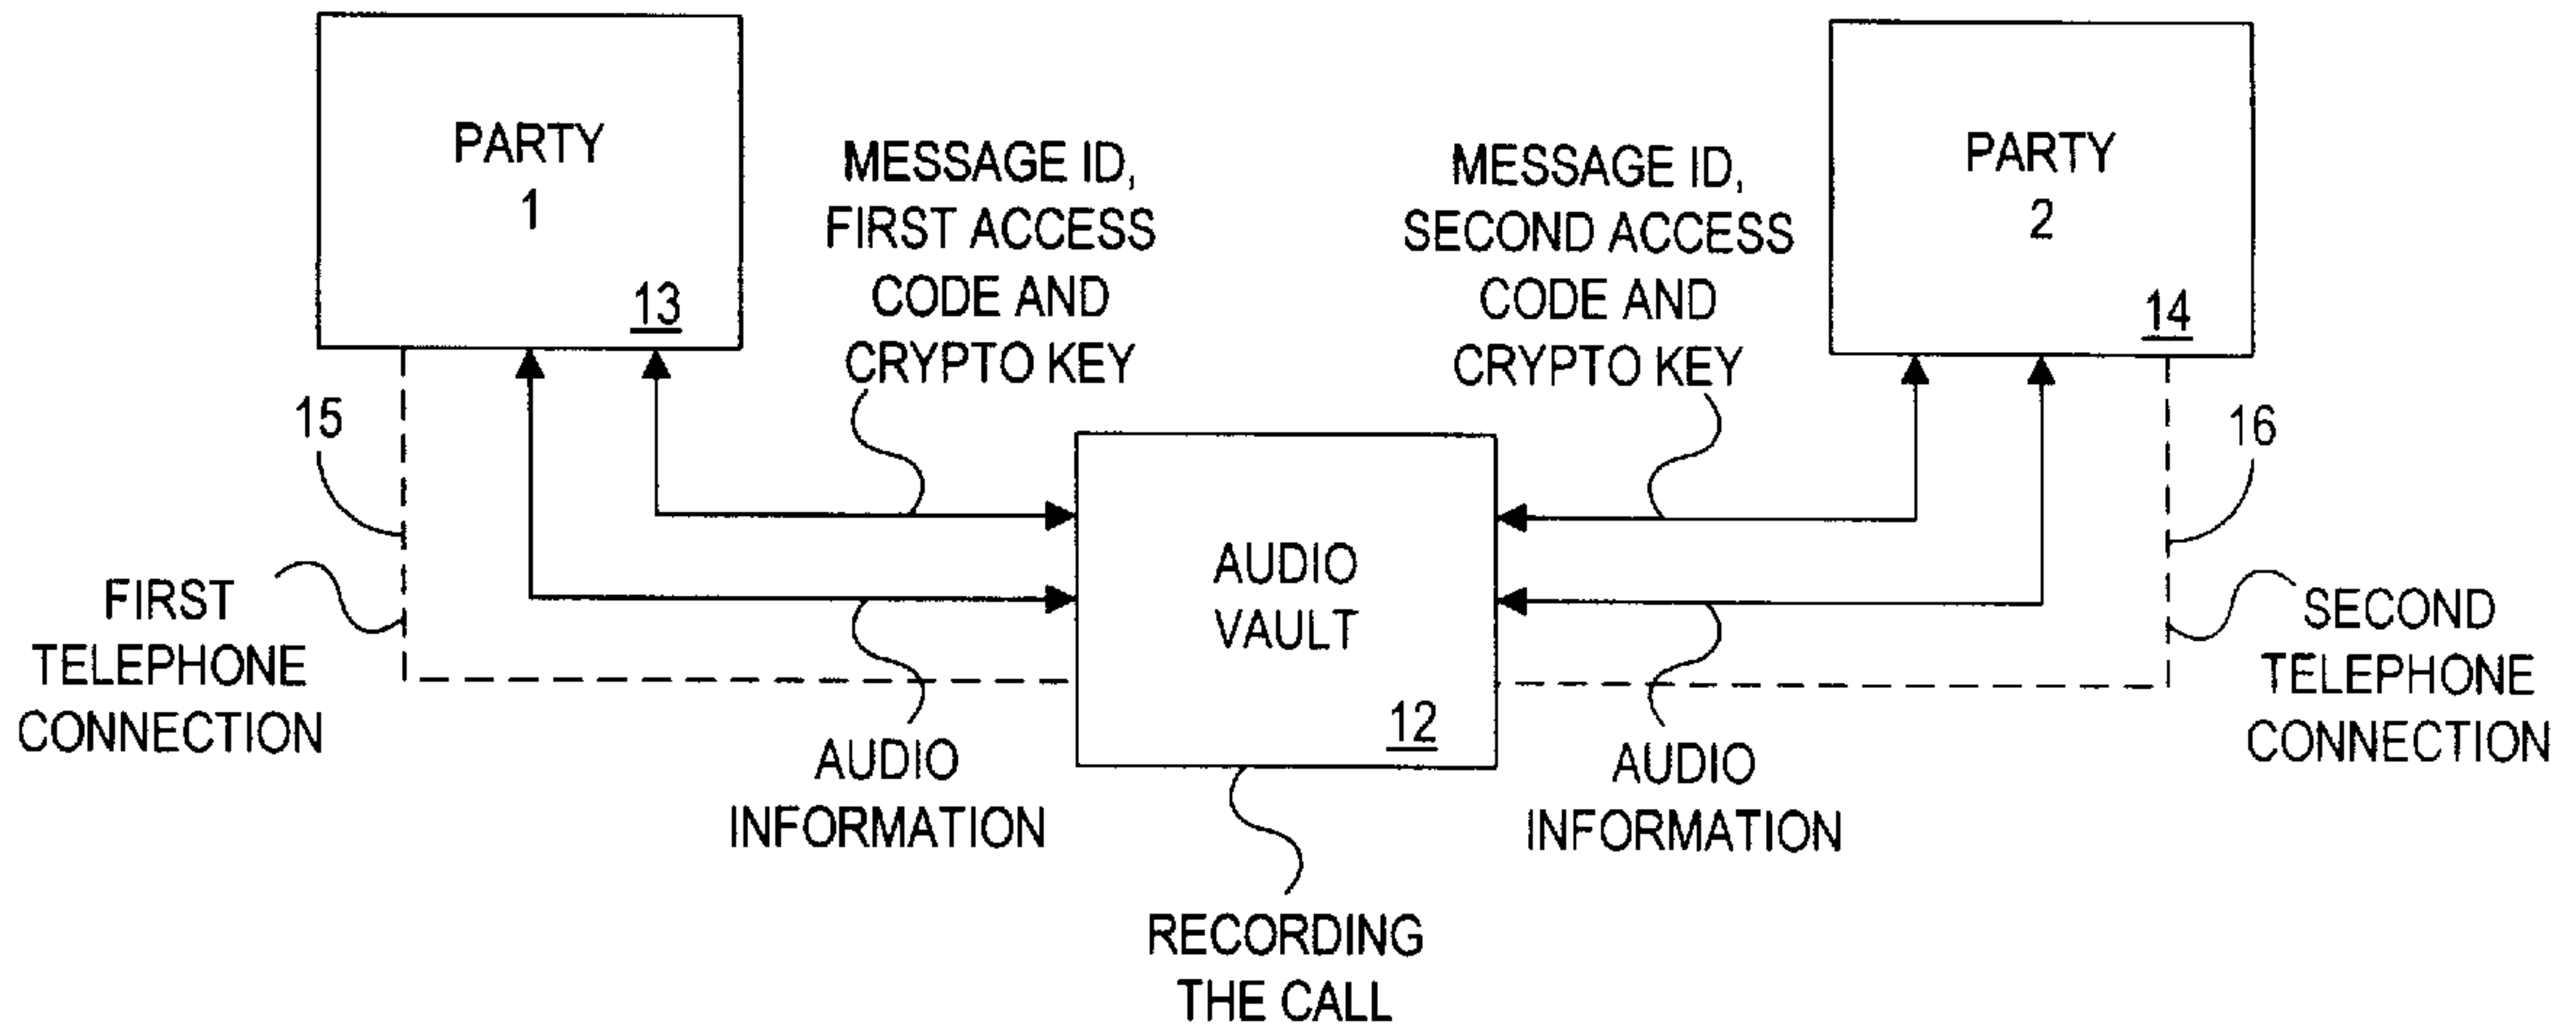 PARTY
1
13
MESSAGE ID,
FIRST ACCESS
CODE AND
CRYPTO KEY
MESSAGE ID,
SECOND ACCESS
CODE AND
CRYPTO KEY
PARTY
2
14
15
16
FIRST
TELEPHONE
CONNECTION
AUDIO
VAULT
12
SECOND
TELEPHONE
CONNECTION
AUDIO
INFORMATION
AUDIO
INFORMATION
RECORDING
THE CALL